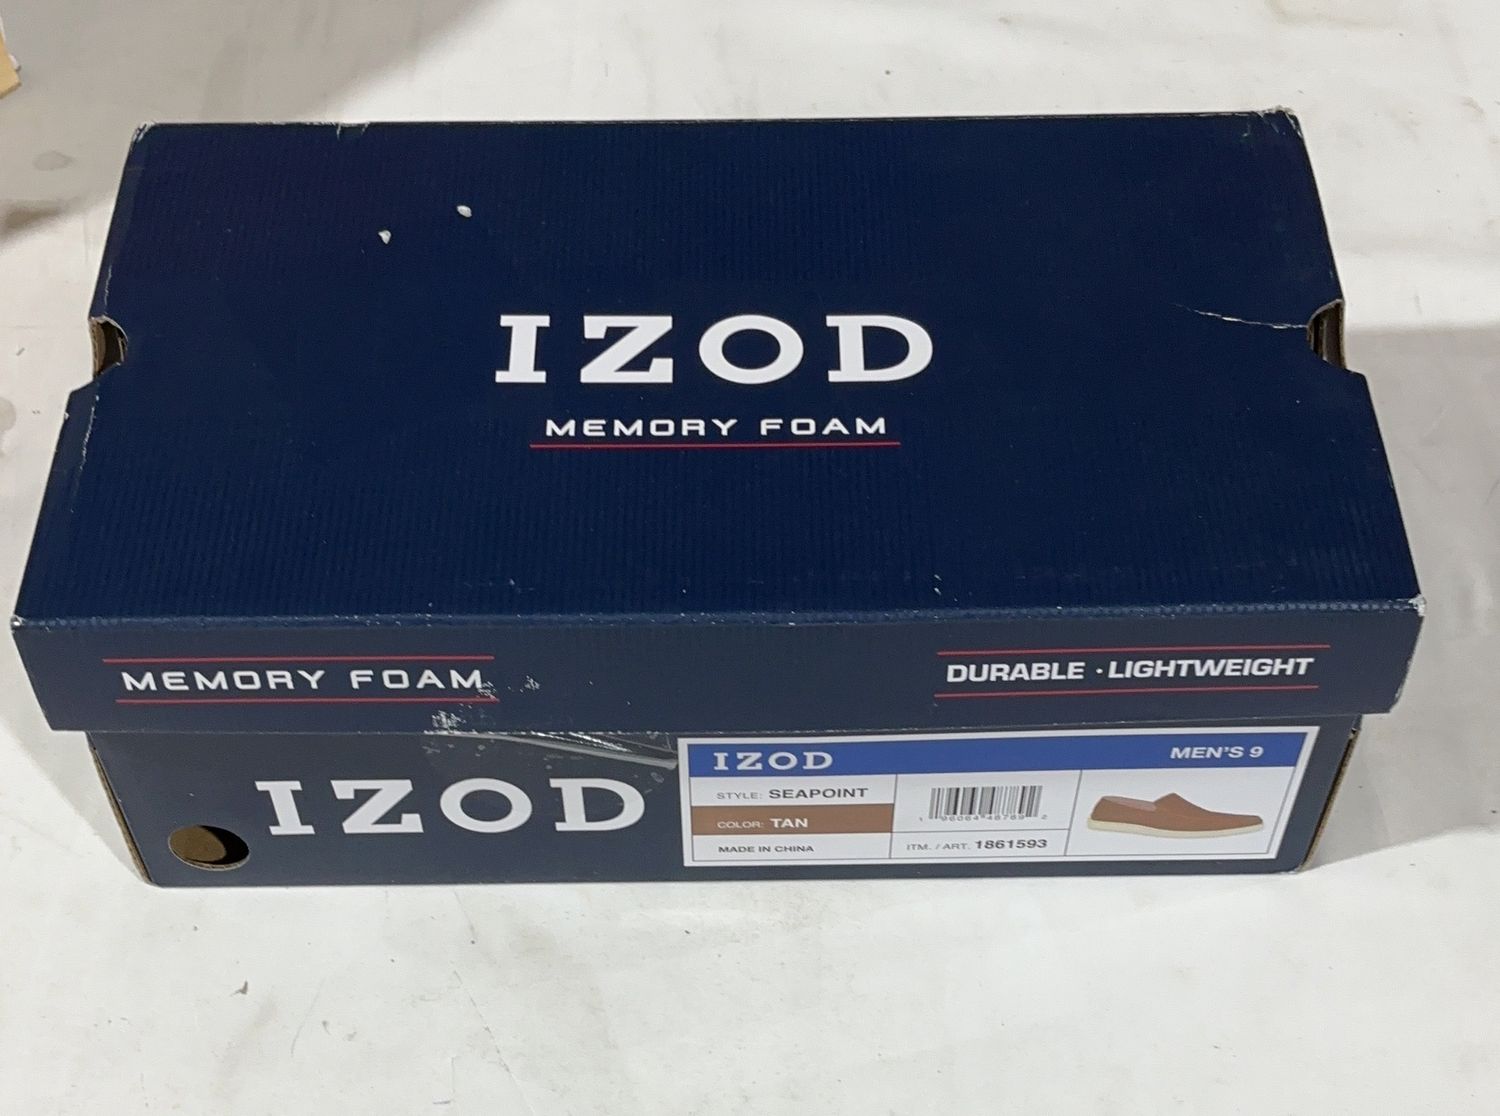 IZOD
MEMORY FOAM
MEMORY FOAM
DURABLE · LIGHTWEIGHT
IZOD
IZOD MEN'S 9
STYLE: SEAPOINT
COLOR: TAN
MADE IN CHINA
ITM. / ART. 1861593